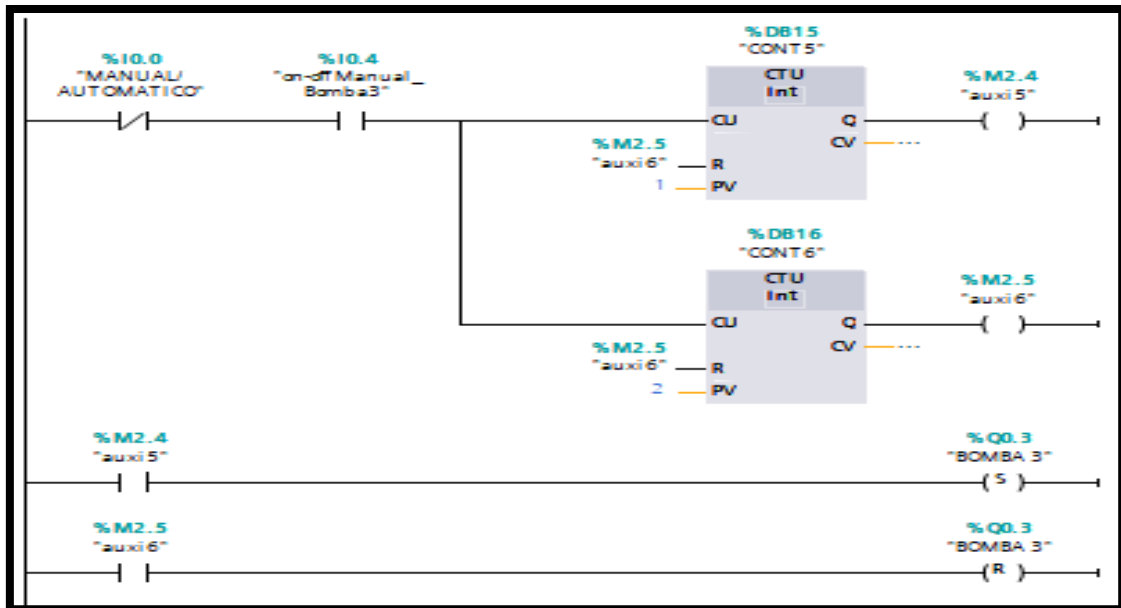 %DB15
"CONT5"
%I0.0
"MANUAL/
AUTOMATICO"
%I0.4
"on-off Manual_
Bomba3"
CTU
Int
%M2.4
"auxi5"
CU
Q
CV
---
%M2.5
"auxi6"
R
1
PV
%DB16
"CONT6"
CTU
Int
%M2.5
"auxi6"
CU
Q
CV
---
%M2.5
"auxi6"
R
2
PV
%M2.4
"auxi5"
%Q0.3
"BOMBA 3"
S
%M2.5
"auxi6"
%Q0.3
"BOMBA 3"
R